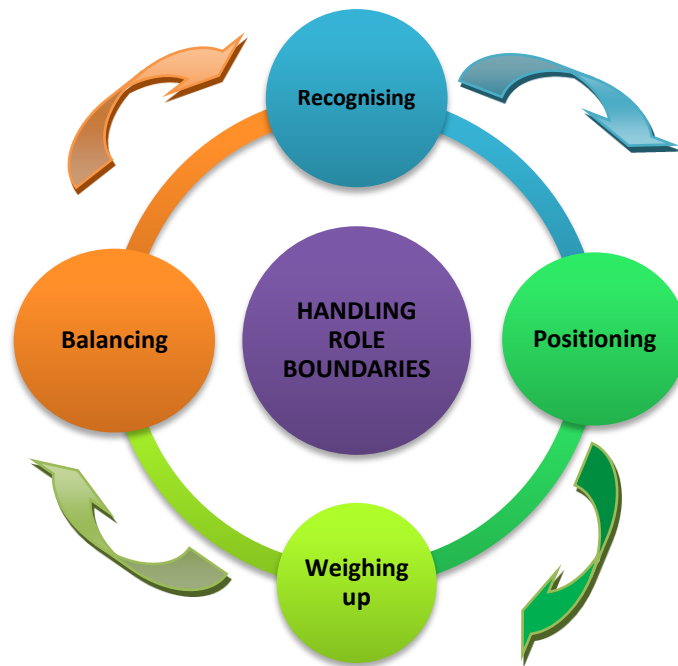 Recognising
Balancing
HANDLING
ROLE
BOUNDARIES
Positioning
Weighing
up